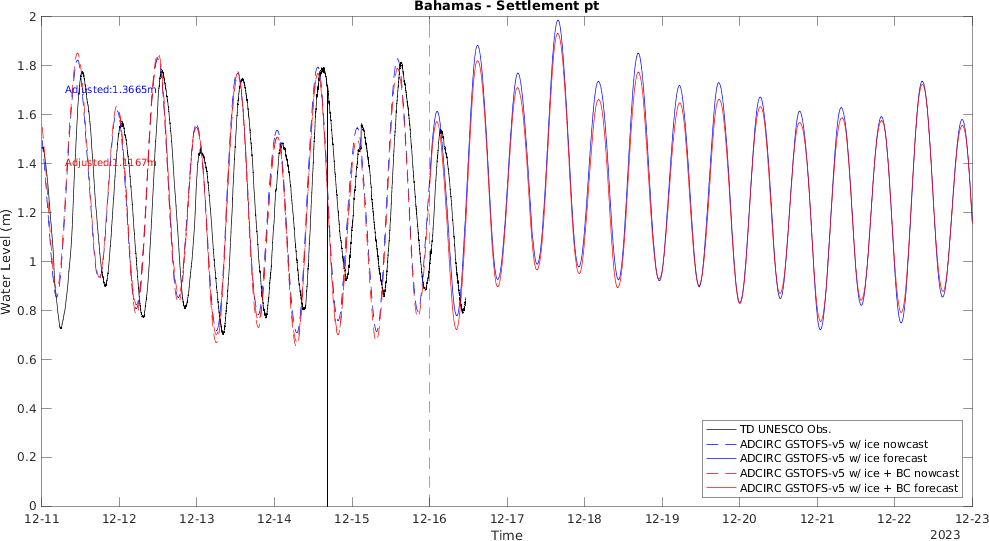 Bahamas - Settlement pt
2
1.8
1.6
1.4
1.2
1
0.8
0.6
0.4
0.2
0
Water Level (m)
Adjusted:1.3665m
Adjusted:1.1167m
TD UNESCO Obs.
ADCIRC GSTOFS-v5 w/ ice nowcast
ADCIRC GSTOFS-v5 w/ ice forecast
ADCIRC GSTOFS-v5 w/ ice + BC nowcast
ADCIRC GSTOFS-v5 w/ ice + BC forecast
12-11 12-12 12-13 12-14 12-15 12-16 12-17 12-18 12-19 12-20 12-21 12-22 12-23
Time
2023